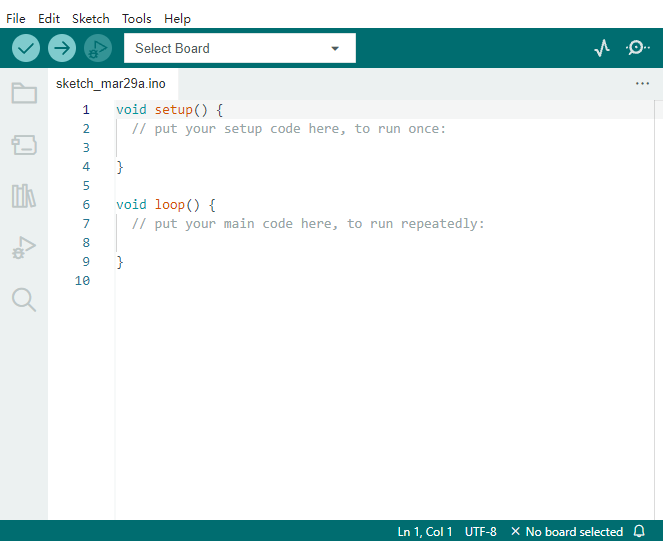 File Edit Sketch Tools Help
Select Board
sketch_mar29a.ino
1 void setup() {
2 // put your setup code here, to run once:
3
4 }
5
6 void loop() {
7 // put your main code here, to run repeatedly:
8
9 }
10
Ln 1, Col 1 UTF-8 No board selected